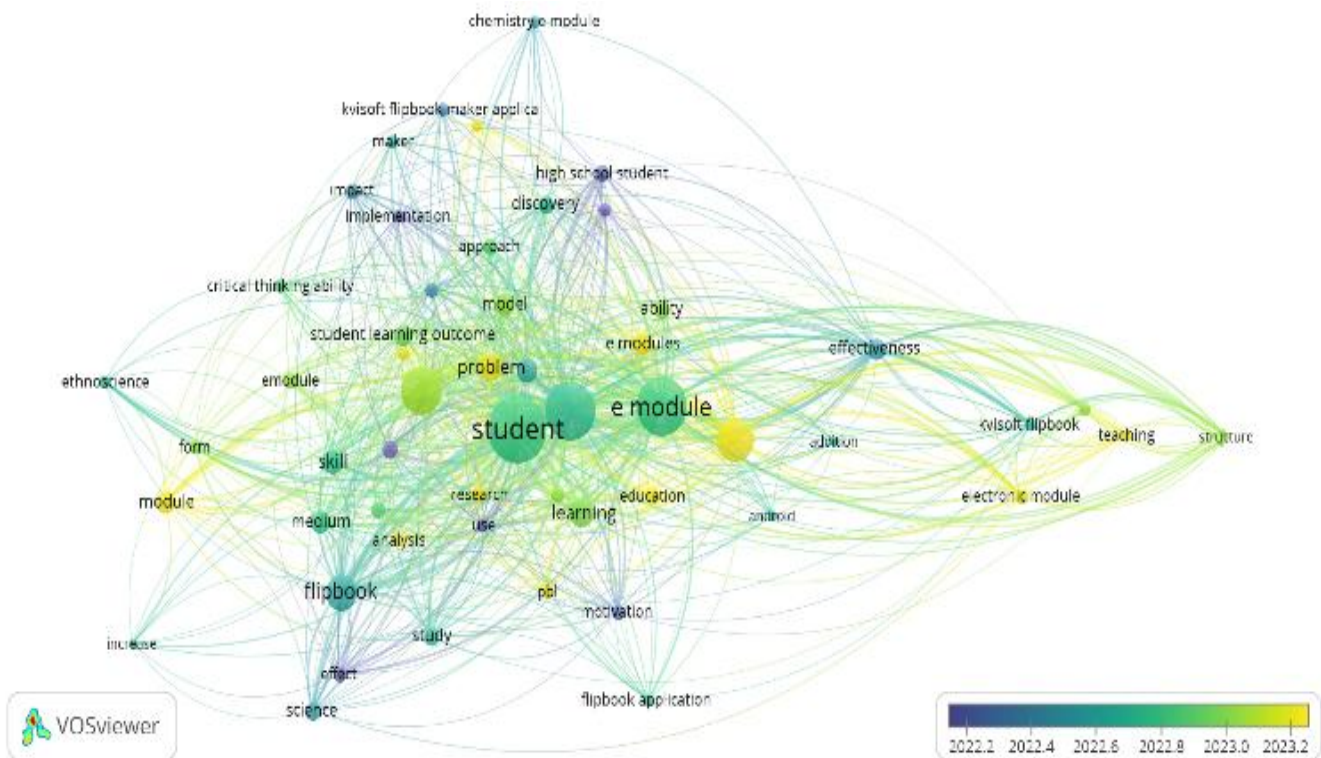 chemistry e-module
kvisoft flipbook maker applica
maker
high school student
impact
discovery
implementation
approach
critical thinking ability
model
ability
student learning outcome
e modules
effectiveness
problem
ethnoscience
emodule
e module
student
kvisoft flipbook
teaching
structure
addition
form
skill
module
research
education
electronic module
learning
android
medium
use
analysis
flipbook
pbl
motivation
study
increase
effect
flipbook application
science
VOSviewer
2022.2 2022.4 2022.6 2022.8 2023.0 2023.2